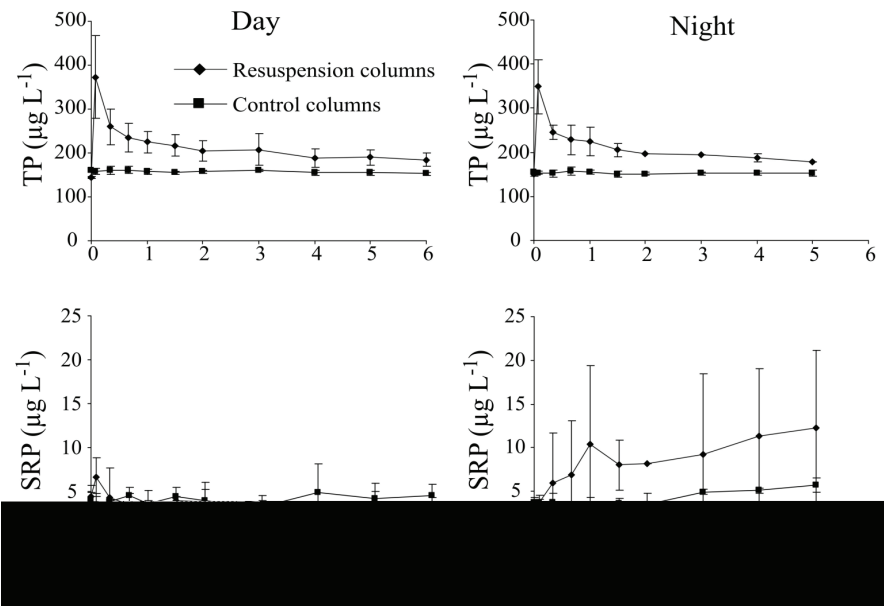 Day
Night
500
400
300
200
100
0
TP (µg L-1)
Resuspension columns
Control columns
0 1 2 3 4 5 6
500
400
300
200
100
0
TP (µg L-1)
0 1 2 3 4 5 6
25
20
15
10
5
SRP (µg L-1)
25
20
15
10
5
SRP (µg L-1)